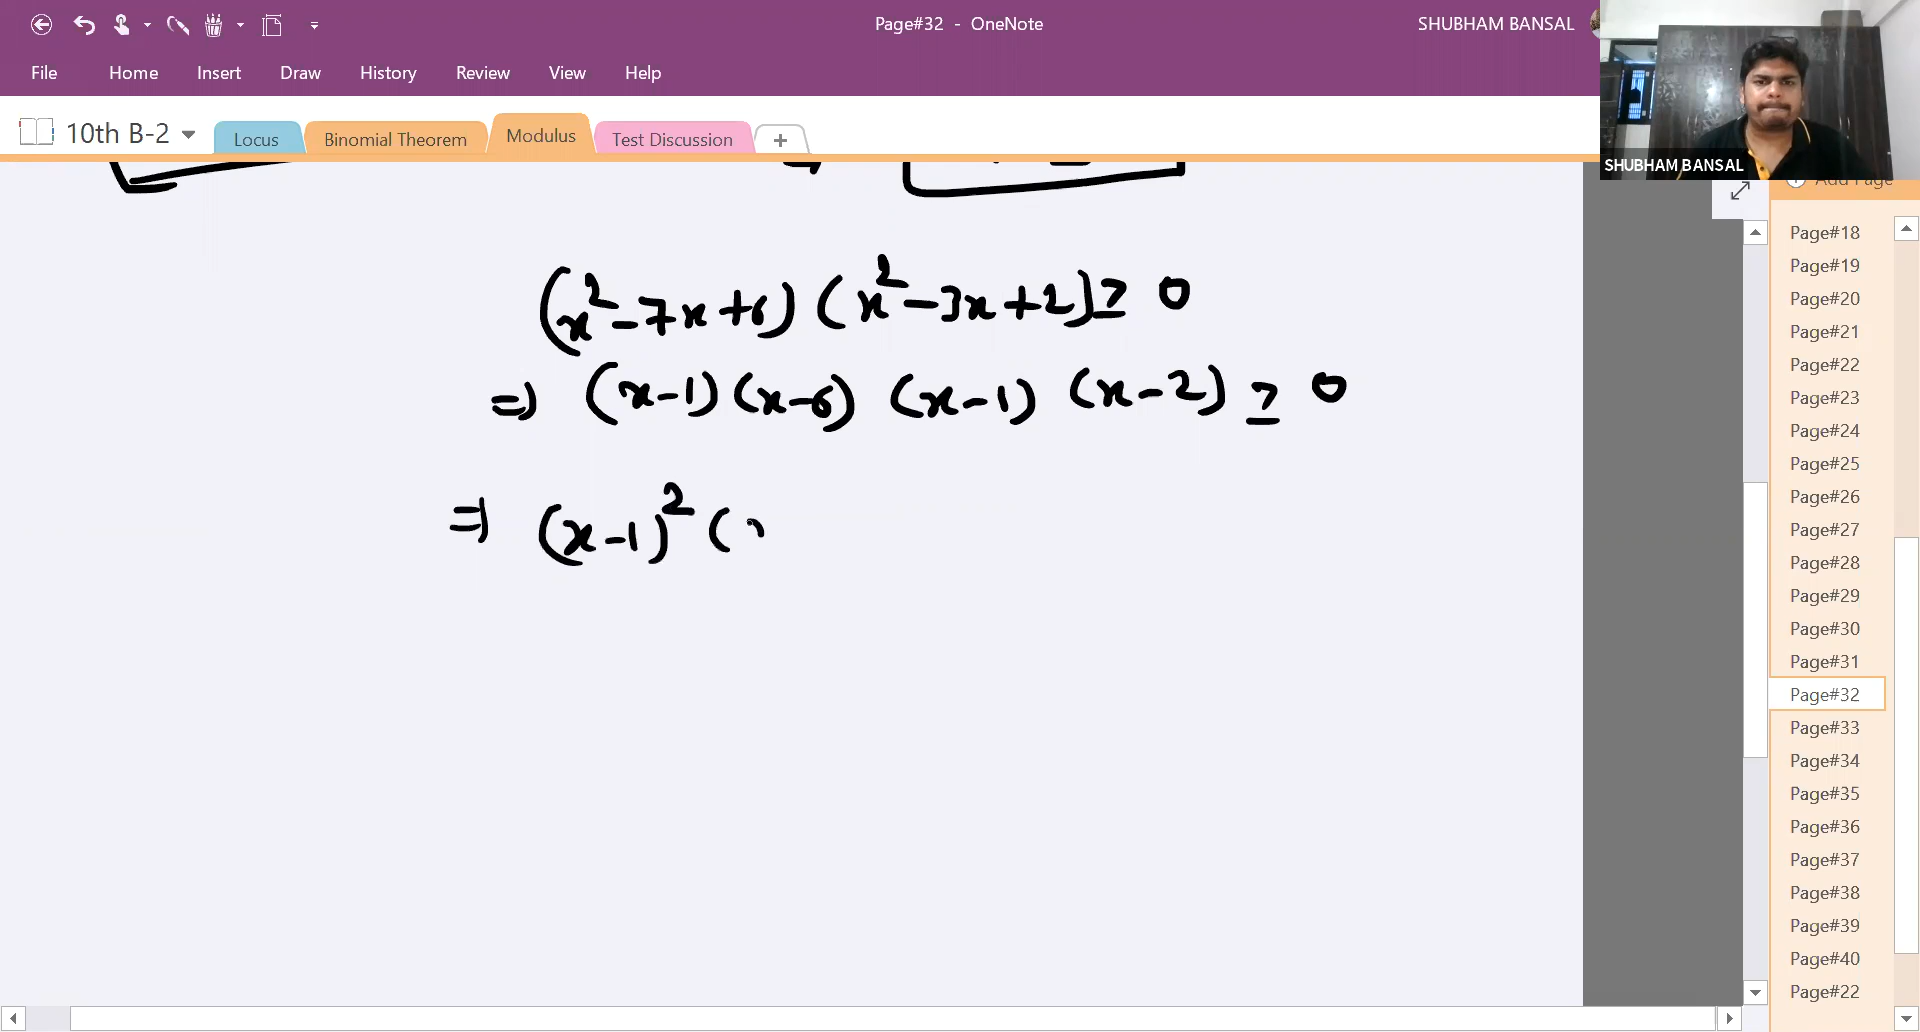 Page#32 - OneNote
SHUBHAM BANSAL
File Home Insert Draw History Review View Help
10th B-2 Locus Binomial Theorem Modulus Test Discussion +
SHUBHAM BANSAL
Add Page
(x²-7x+6) (x²-3x+2) ≥ 0
⇒ (x-1) (x-6) (x-1) (x-2) ≥ 0
⇒ (x-1)² (
Page#18
Page#19
Page#20
Page#21
Page#22
Page#23
Page#24
Page#25
Page#26
Page#27
Page#28
Page#29
Page#30
Page#31
Page#32
Page#33
Page#34
Page#35
Page#36
Page#37
Page#38
Page#39
Page#40
Page#22